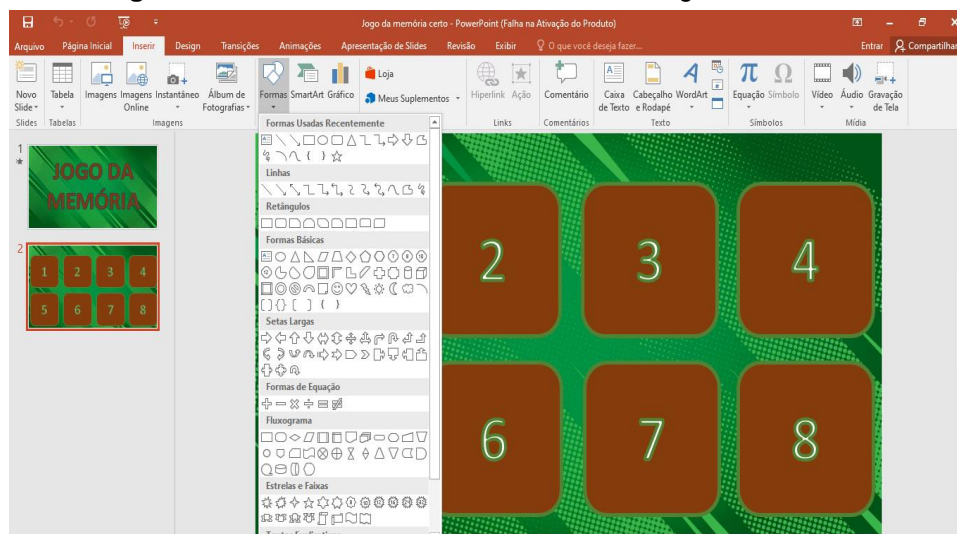 Jogo da memória certo - PowerPoint (Falha na Ativação do Produto)
Arquivo Página Inicial Inserir Design Transições Animações Apresentação de Slides Revisão Exibir O que você deseja fazer... Entrar Compartilhar
Novo Slide
Tabela
Imagens
Imagens Online
Instantâneo
Álbum de Fotografias
Formas
SmartArt
Gráfico
Loja
Meus Suplementos
Hiperlink
Ação
Comentário
Caixa de Texto
Cabeçalho e Rodapé
WordArt
Equação
Símbolo
Vídeo
Áudio
Gravação de Tela
Slides Tabelas Imagens Links Comentários Texto Símbolos Mídia
Formas Usadas Recentemente
Linhas
Retângulos
Formas Básicas
Setas Largas
Formas de Equação
Fluxograma
Estrelas e Faixas
1
JOGO DA
MEMÓRIA
2
1 2 3 4
5 6 7 8
2 3 4
6 7 8